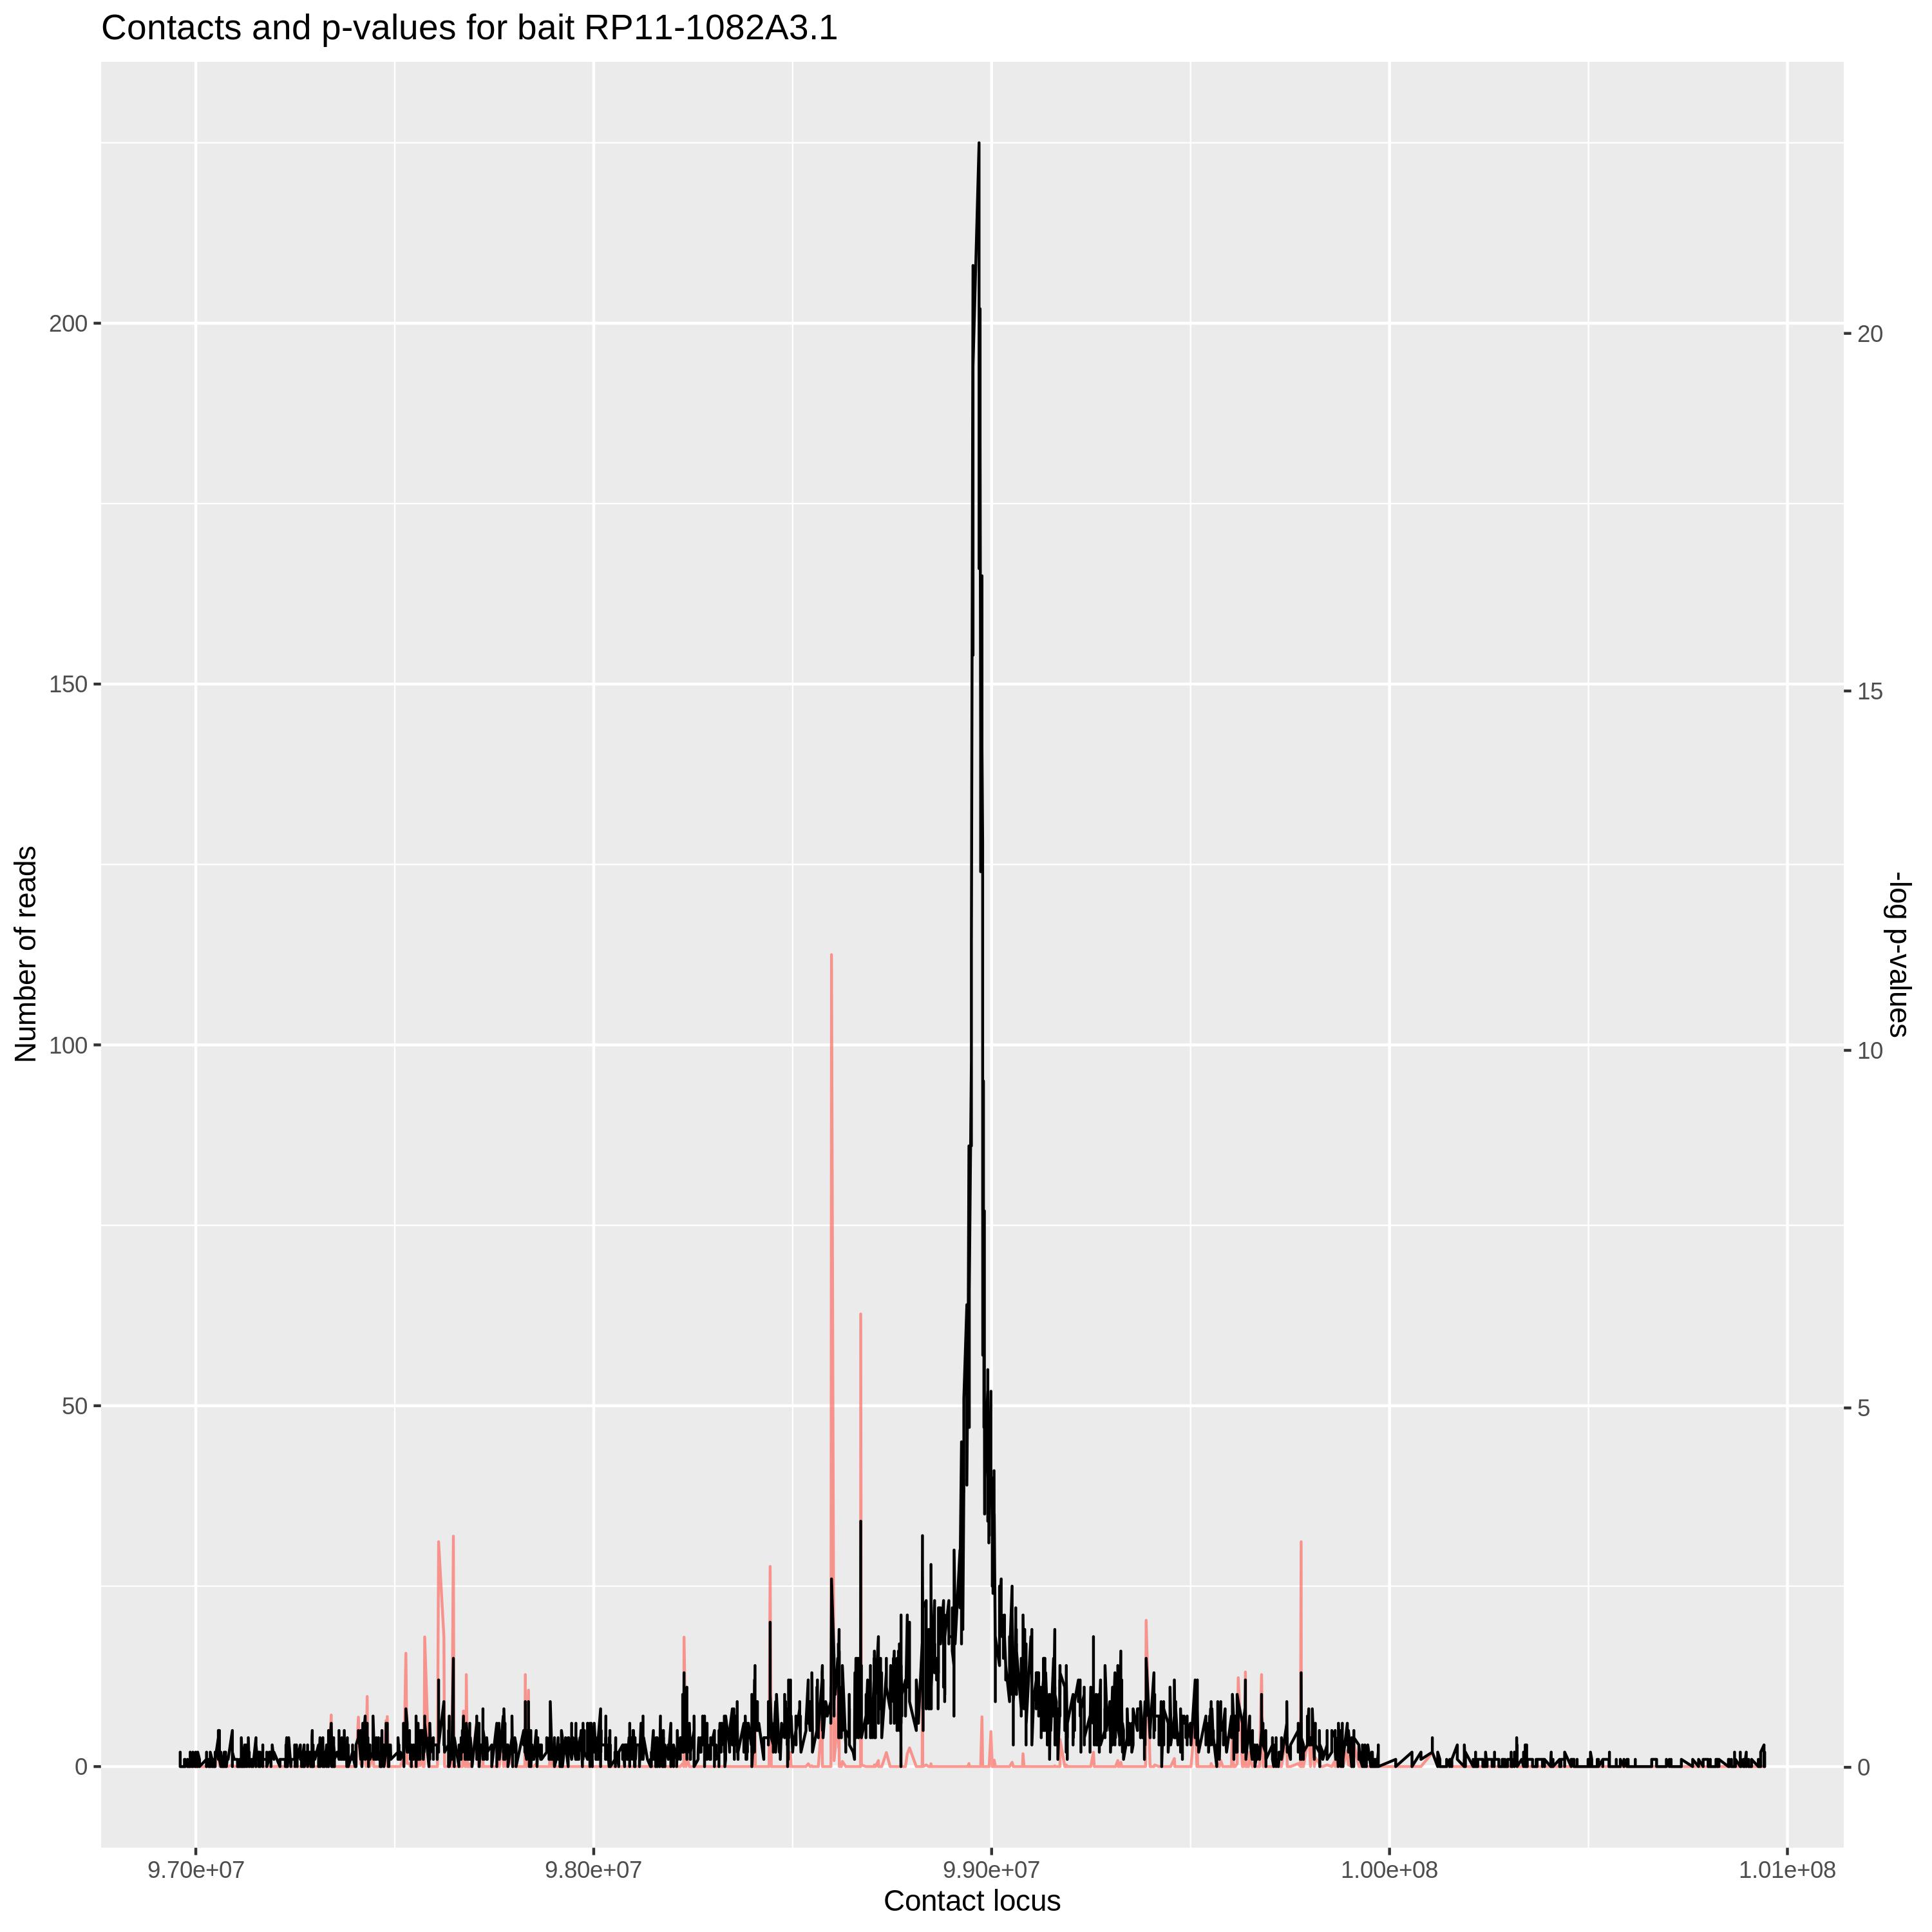 Contacts and p-values for bait RP11-1082A3.1
200
150
100
50
0
Number of reads
20
15
10
5
0
-log p-values
9.70e+07 9.80e+07 9.90e+07 1.00e+08 1.01e+08
Contact locus